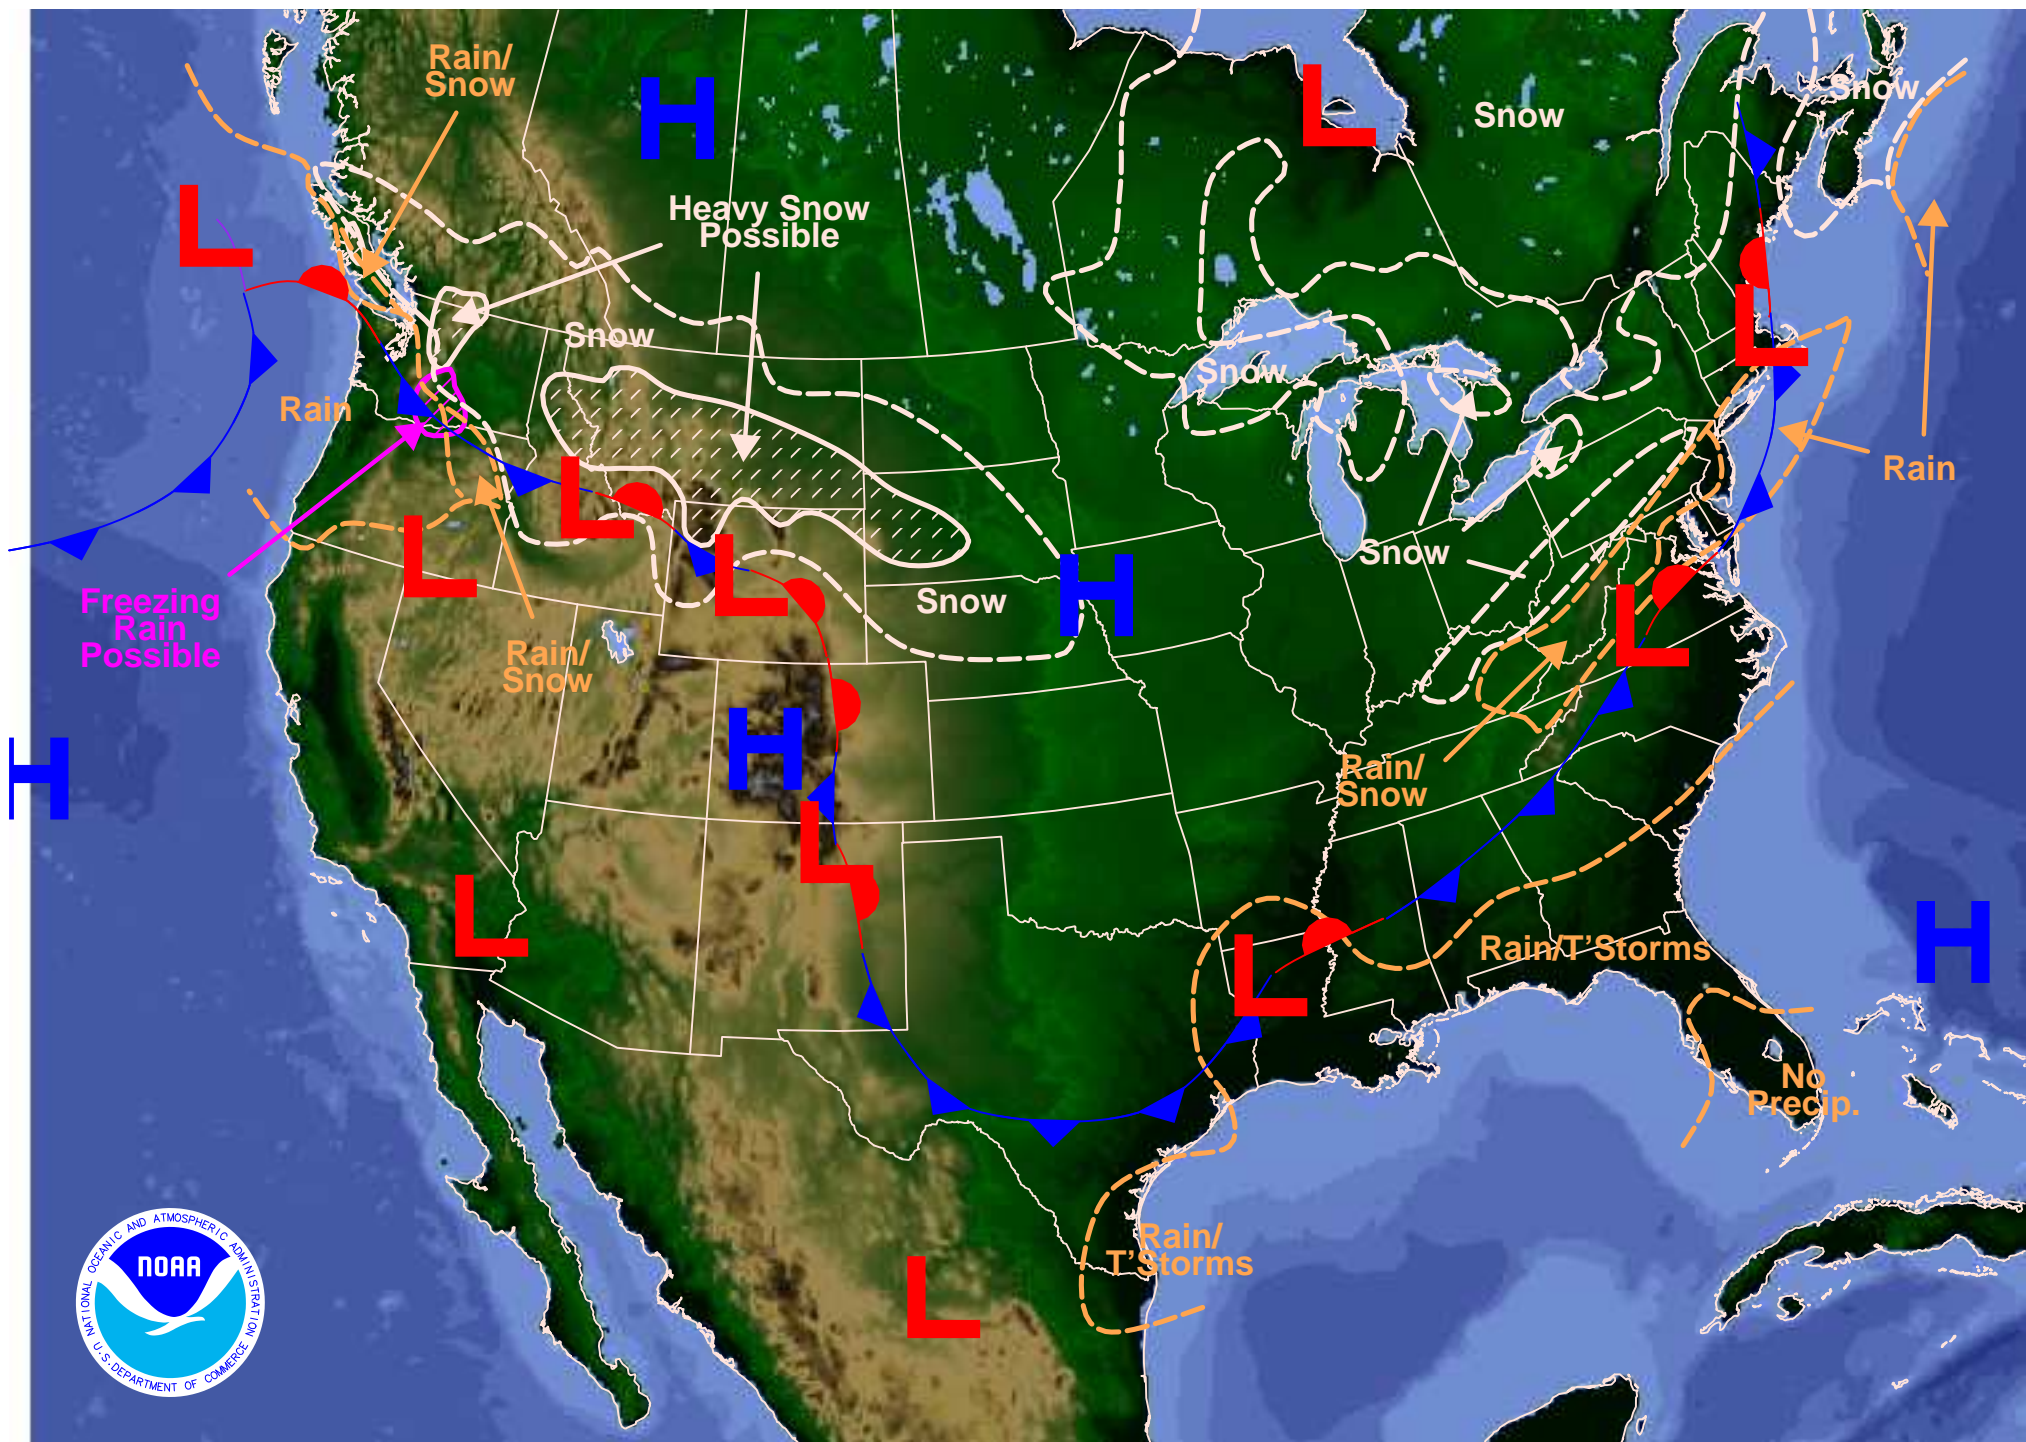 Rain/
Snow
H
L
Snow
Snow
L
Heavy Snow
Possible
L
Snow
L
Rain
Snow
Rain
L
L
Snow
L
H
Freezing
Rain
Possible
Snow
L
L
Rain/
Snow
H
H
Rain/
Snow
L
L
Rain/T'Storms
L
H
No
Precip.
Rain/
T'Storms
L
NATIONAL OCEANIC AND ATMOSPHERIC ADMINISTRATION
NOAA
U.S. DEPARTMENT OF COMMERCE